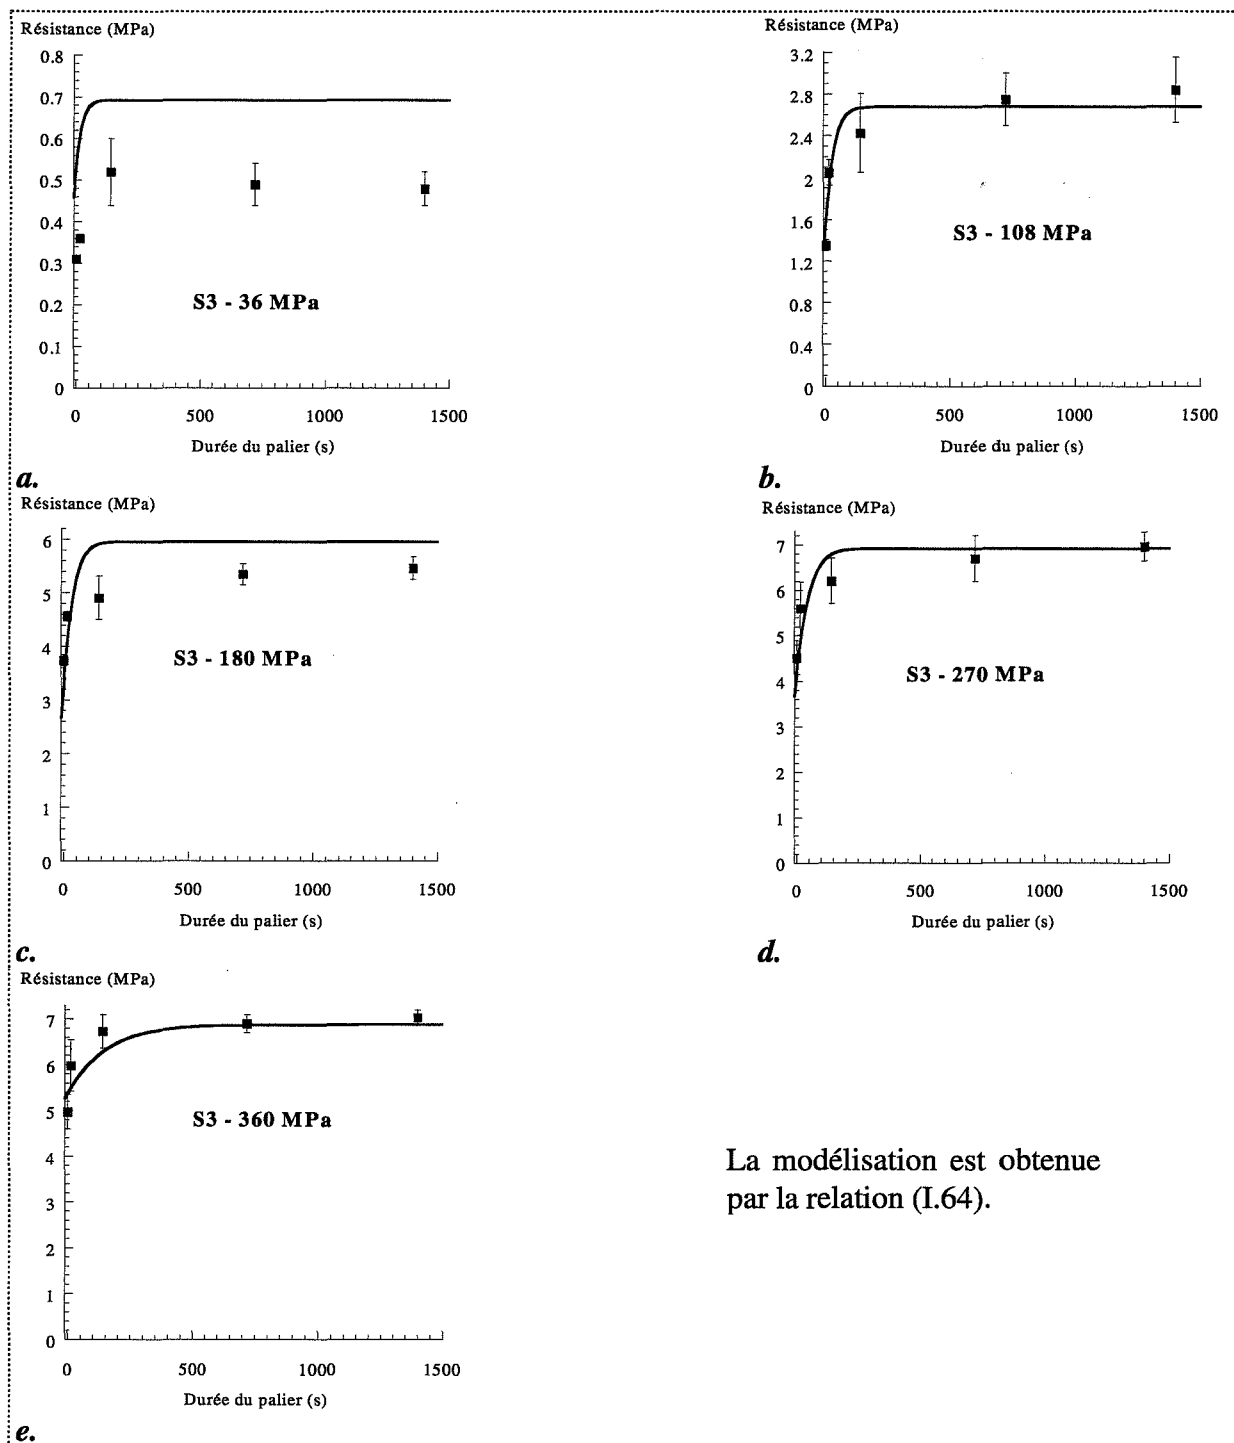 Résistance (MPa)
0.8
0.7
0.6
0.5
0.4
0.3
0.2
0.1
0
S3 - 36 MPa
0 500 1000 1500
Durée du palier (s)
a.
Résistance (MPa)
3.2
2.8
2.4
2
1.6
1.2
0.8
0.4
0
S3 - 108 MPa
0 500 1000 1500
Durée du palier (s)
b.
Résistance (MPa)
6
5
4
3
2
1
0
S3 - 180 MPa
0 500 1000 1500
Durée du palier (s)
c.
Résistance (MPa)
7
6
5
4
3
2
1
0
S3 - 270 MPa
0 500 1000 1500
Durée du palier (s)
d.
Résistance (MPa)
7
6
5
4
3
2
1
0
S3 - 360 MPa
0 500 1000 1500
Durée du palier (s)
e.
La modélisation est obtenue
par la relation (I.64).